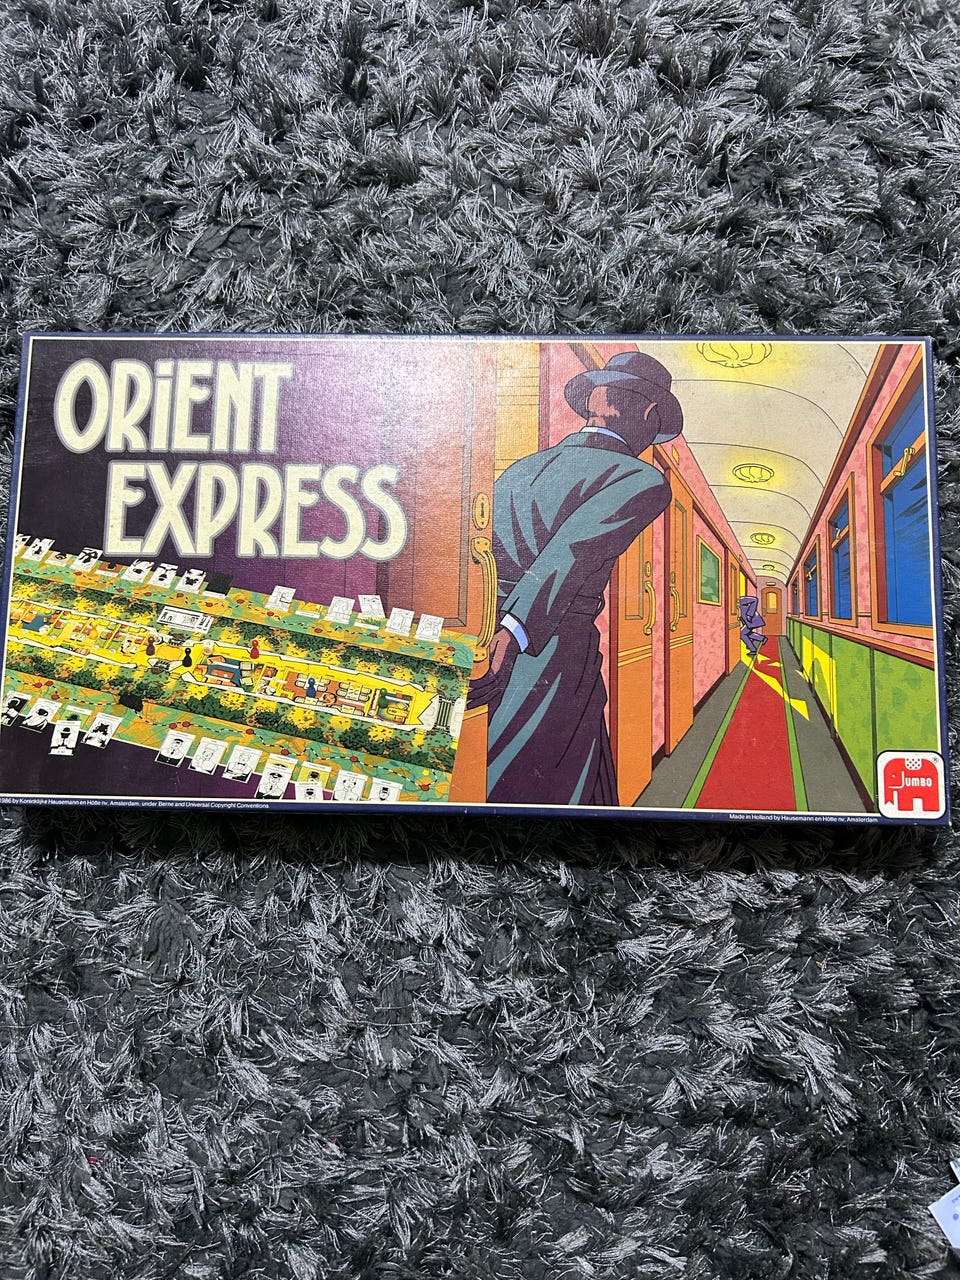 ORiENT
EXPRESS
JUMBO
1986 by Koninklijke Hausemann en Hötte nv, Amsterdam, under Berne and Universal Copyright Conventions.
Made in Holland by Hausemann en Hötte nv, Amsterdam.